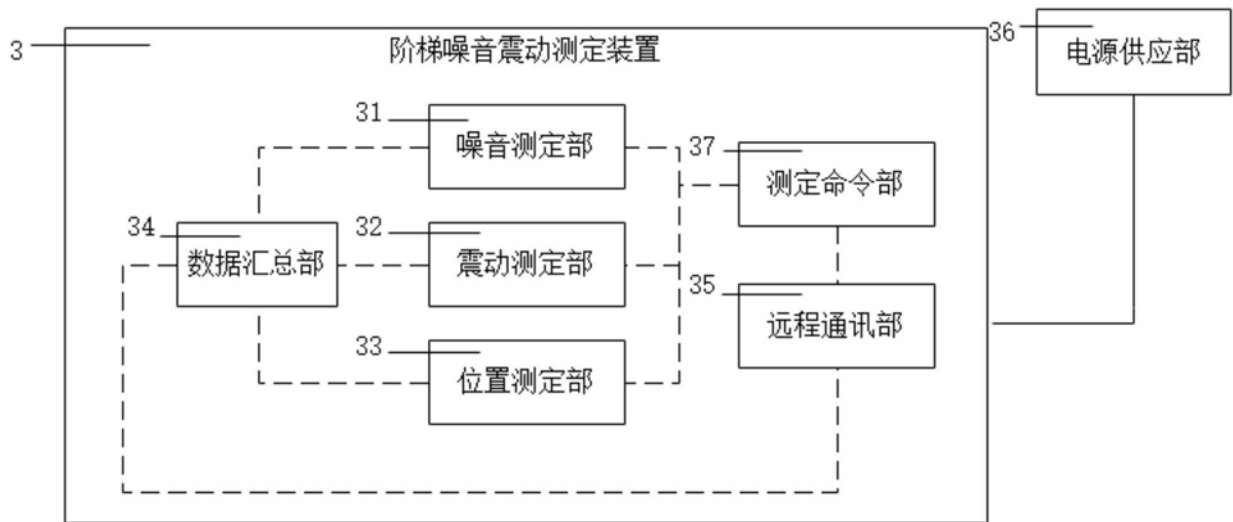 3
阶梯噪音震动测定装置
36
电源供应部
31
噪音测定部
37
测定命令部
34
数据汇总部
32
震动测定部
35
远程通讯部
33
位置测定部